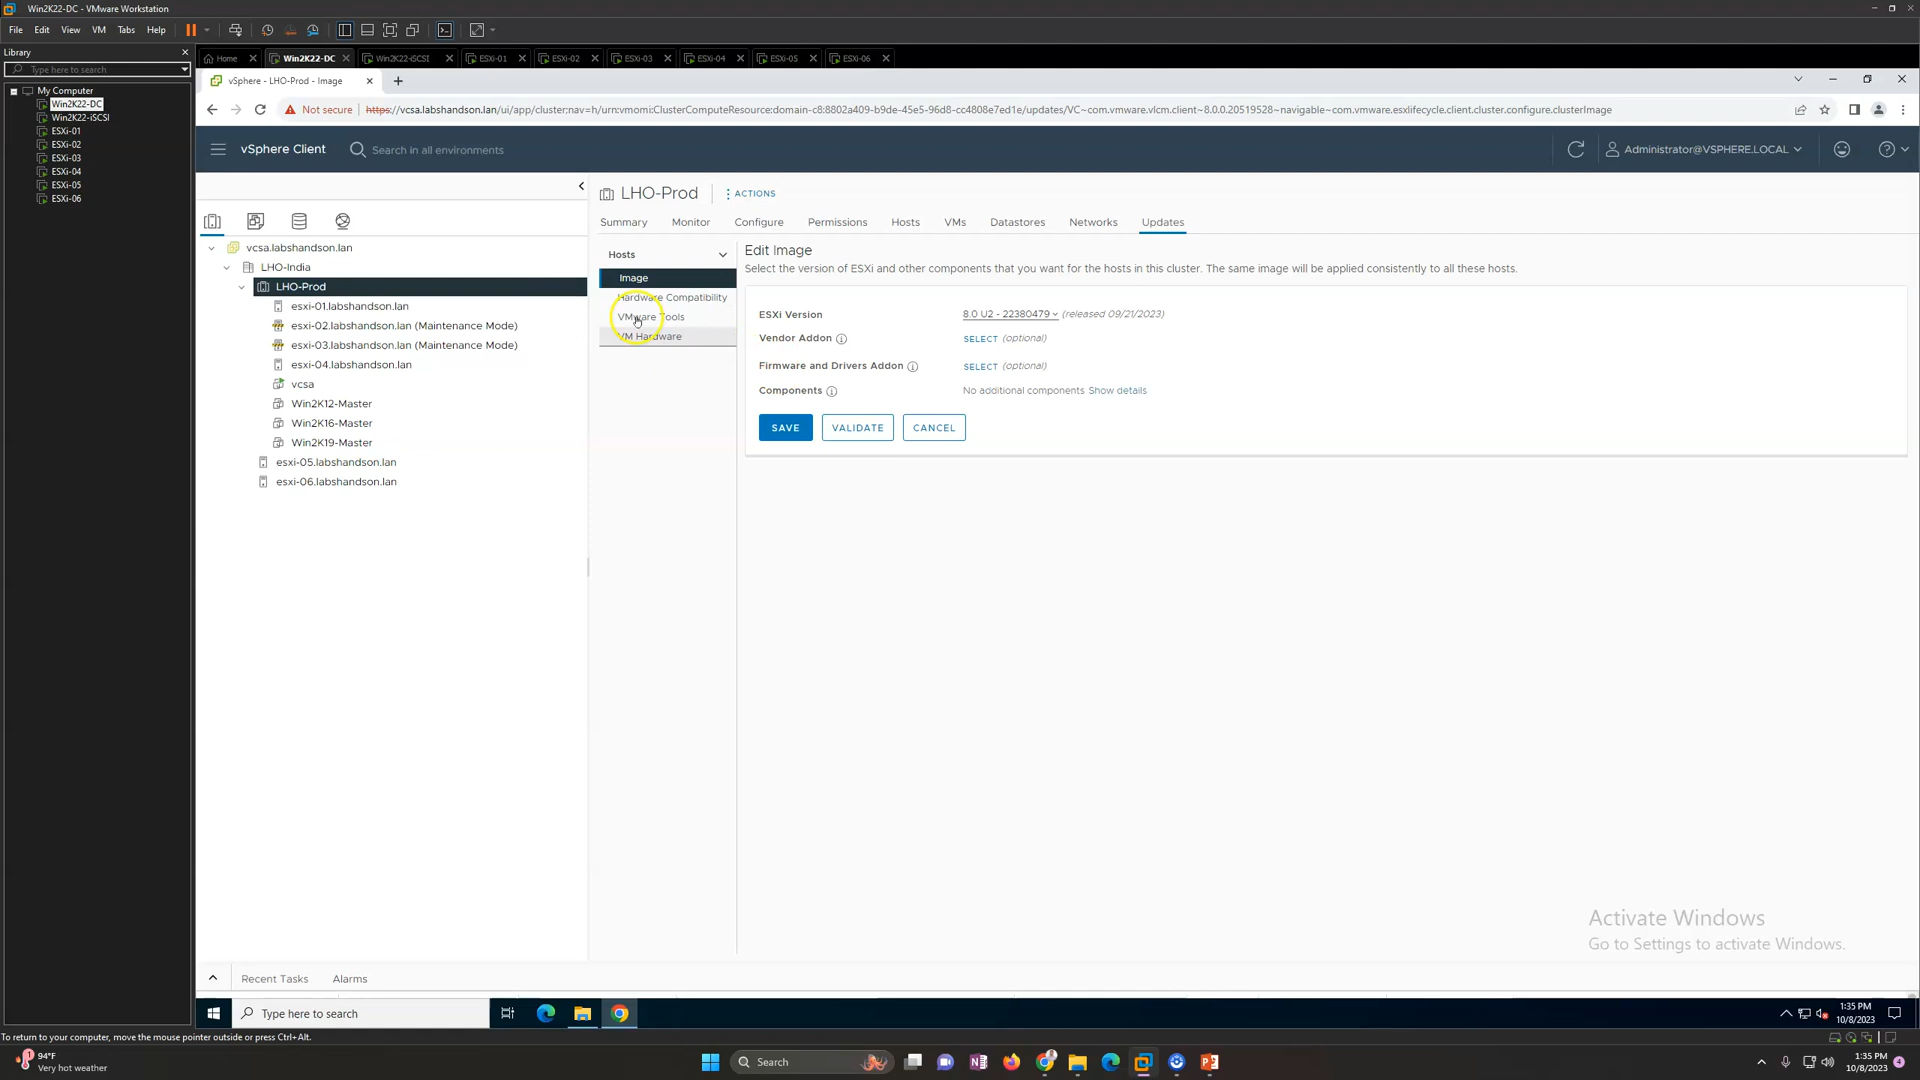 Win2K22-DC - VMware Workstation
File Edit View VM Tabs Help
Library
Type here to search
My Computer
Win2K22-DC
Win2K22-iSCSI
ESXi-01
ESXi-02
ESXi-03
ESXi-04
ESXi-05
ESXi-06
Home Win2K22-DC Win2K22-iSCSI ESXi-01 ESXi-02 ESXi-03 ESXi-04 ESXi-05 ESXi-06
vSphere - LHO-Prod - Image
Not secure https://vcsa.labshandson.lan/ui/app/cluster;nav=h/urn:vmomi:ClusterComputeResource:domain-c8:8802a409-b9de-45e5-96d8-cc4808e7ed1e/updates/VC~com.vmware.vlcm.client~8.0.0.20519528~navigable~com.vmware.esxlifecycle.client.cluster.configure.clusterImage
vSphere Client
Search in all environments
Administrator@VSPHERE.LOCAL
vcsa.labshandson.lan
LHO-India
LHO-Prod
esxi-01.labshandson.lan
esxi-02.labshandson.lan (Maintenance Mode)
esxi-03.labshandson.lan (Maintenance Mode)
esxi-04.labshandson.lan
vcsa
Win2K12-Master
Win2K16-Master
Win2K19-Master
esxi-05.labshandson.lan
esxi-06.labshandson.lan
LHO-Prod
ACTIONS
Summary Monitor Configure Permissions Hosts VMs Datastores Networks Updates
Hosts
Image
Hardware Compatibility
VMware Tools
VM Hardware
Edit Image
Select the version of ESXi and other components that you want for the hosts in this cluster. The same image will be applied consistently to all these hosts.
ESXi Version 8.0 U2 - 22380479 (released 09/21/2023)
Vendor Addon SELECT (optional)
Firmware and Drivers Addon SELECT (optional)
Components No additional components Show details
SAVE VALIDATE CANCEL
Activate Windows
Go to Settings to activate Windows.
Recent Tasks Alarms
Type here to search
1:35 PM
10/8/2023
To return to your computer, move the mouse pointer outside or press Ctrl+Alt.
1
94°F
Very hot weather
Search
1:35 PM
10/8/2023
4